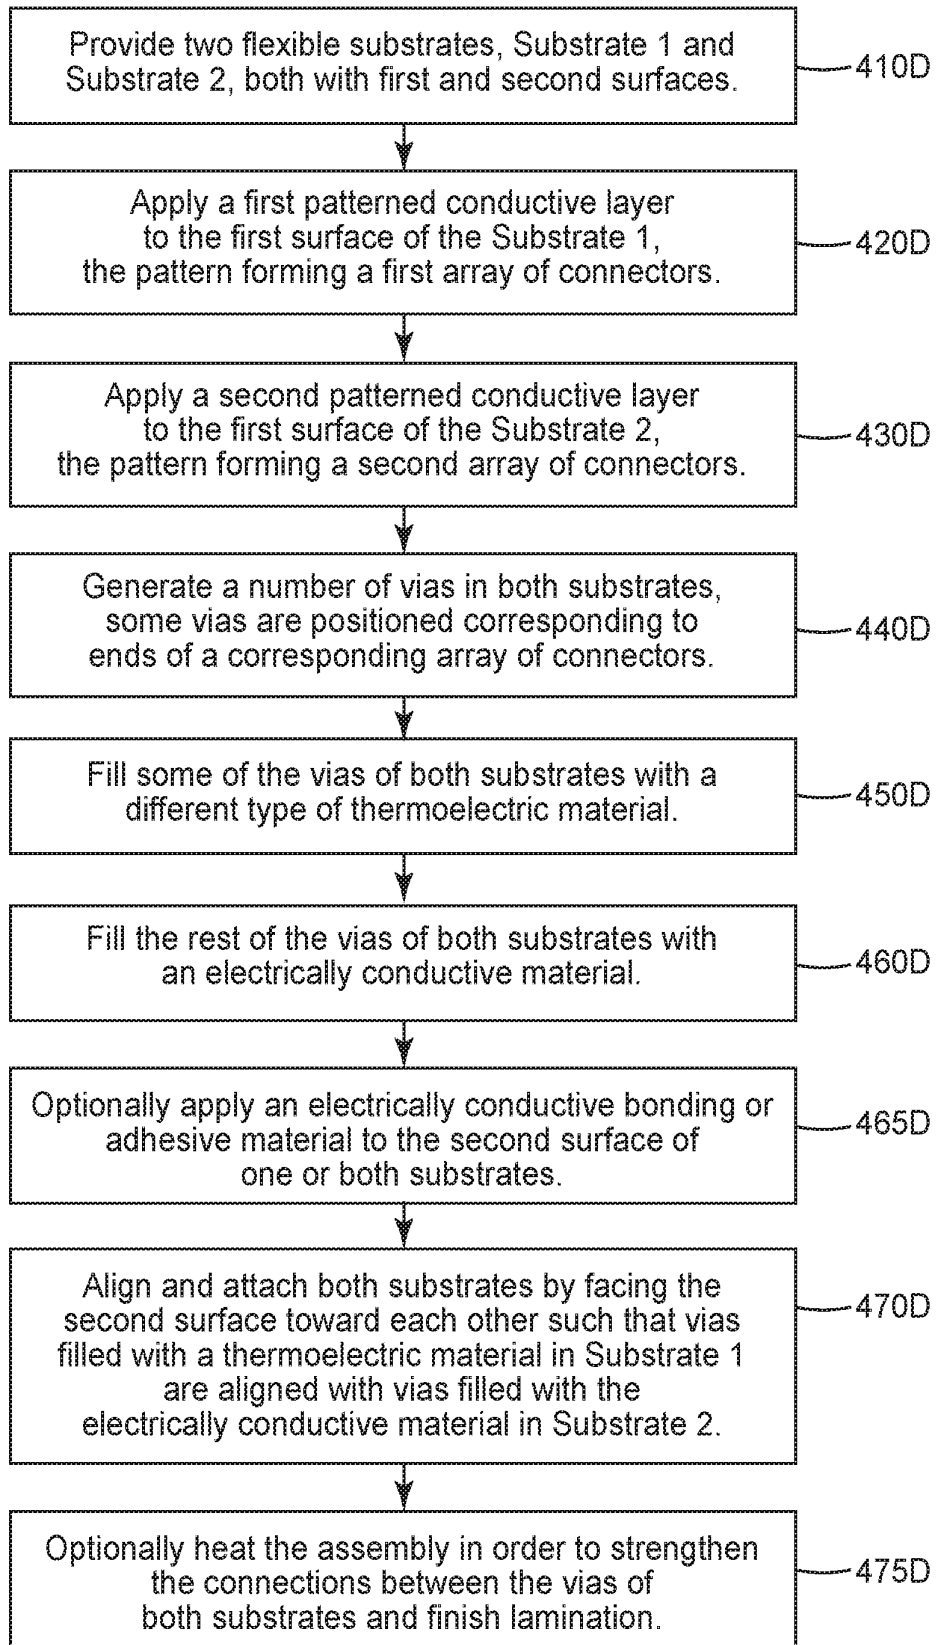 Provide two flexible substrates, Substrate 1 and
Substrate 2, both with first and second surfaces.
410D
Apply a first patterned conductive layer
to the first surface of the Substrate 1,
the pattern forming a first array of connectors.
420D
Apply a second patterned conductive layer
to the first surface of the Substrate 2,
the pattern forming a second array of connectors.
430D
Generate a number of vias in both substrates,
some vias are positioned corresponding to
ends of a corresponding array of connectors.
440D
Fill some of the vias of both substrates with a
different type of thermoelectric material.
450D
Fill the rest of the vias of both substrates with
an electrically conductive material.
460D
Optionally apply an electrically conductive bonding or
adhesive material to the second surface of
one or both substrates.
465D
Align and attach both substrates by facing the
second surface toward each other such that vias
filled with a thermoelectric material in Substrate 1
are aligned with vias filled with the
electrically conductive material in Substrate 2.
470D
Optionally heat the assembly in order to strengthen
the connections between the vias of
both substrates and finish lamination.
475D